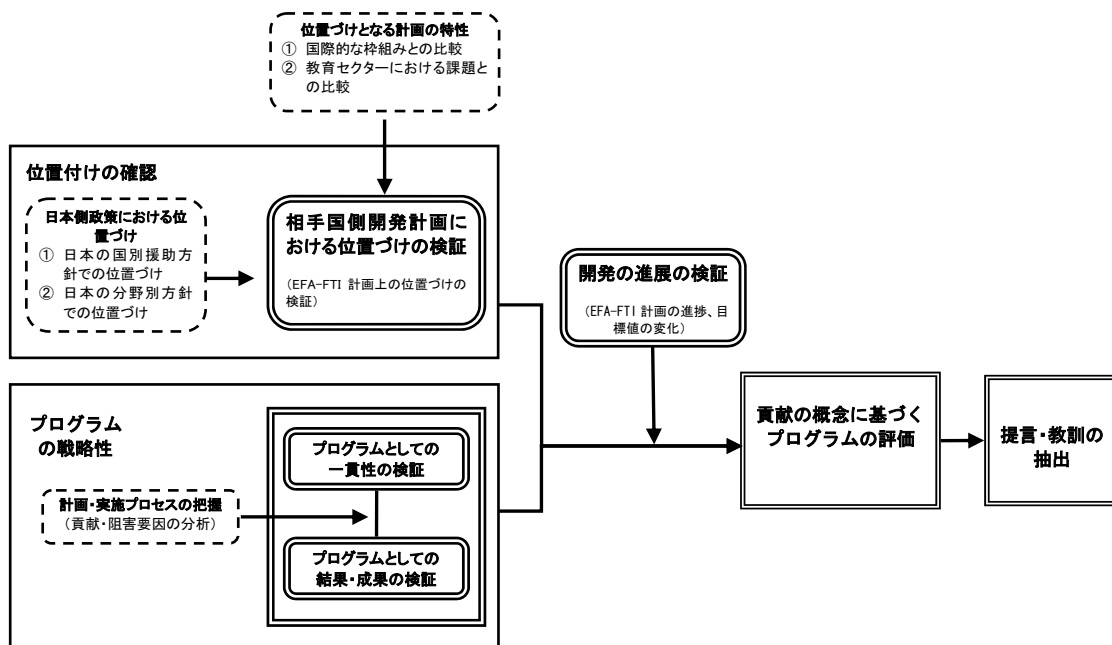 位置づけとなる計画の特性
① 国際的な枠組みとの比較
② 教育セクターにおける課題と
の比較
位置付けの確認
日本側政策における位
置づけ
① 日本の国別援助方
針での位置づけ
② 日本の分野別方針
での位置づけ
相手国側開発計画に
おける位置づけの検証
(EFA-FTI 計画上の位置づけの
検証)
開発の進展の検証
(EFA-FTI 計画の進捗、目
標値の変化)
プログラム
の戦略性
プログラムとしての
一貫性の検証
計画・実施プロセスの把握
(貢献・阻害要因の分析)
プログラムとしての
結果・成果の検証
貢献の概念に基づく
プログラムの評価
提言・教訓の
抽出